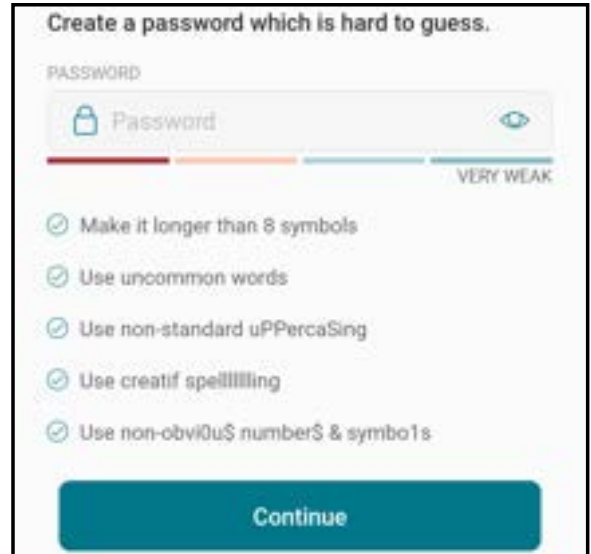 Create a password which is hard to guess.
PASSWORD
Password
VERY WEAK
Make it longer than 8 symbols
Use uncommon words
Use non-standard uPPercaSing
Use creatif spelllllllling
Use non-obvi0u$ number$ & symbo1s
Continue